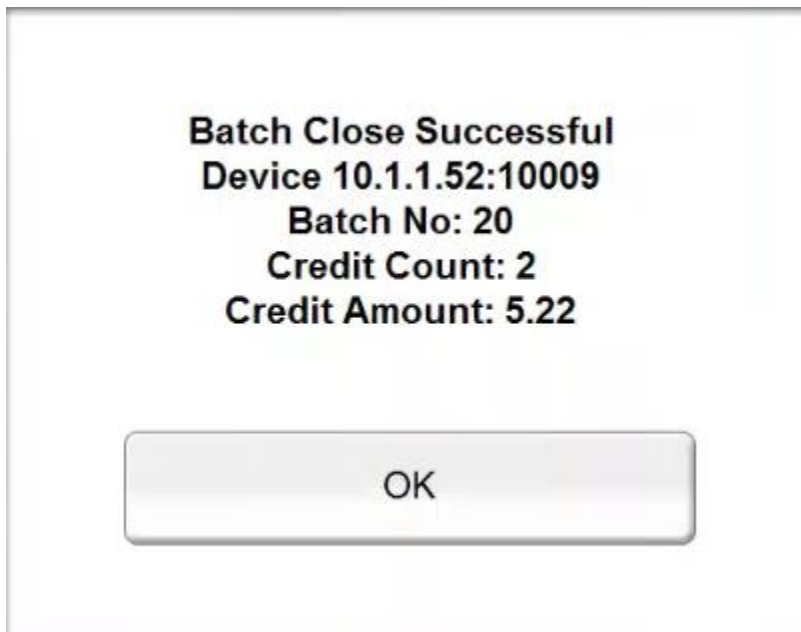 Batch Close Successful
Device 10.1.1.52:10009
Batch No: 20
Credit Count: 2
Credit Amount: 5.22
OK